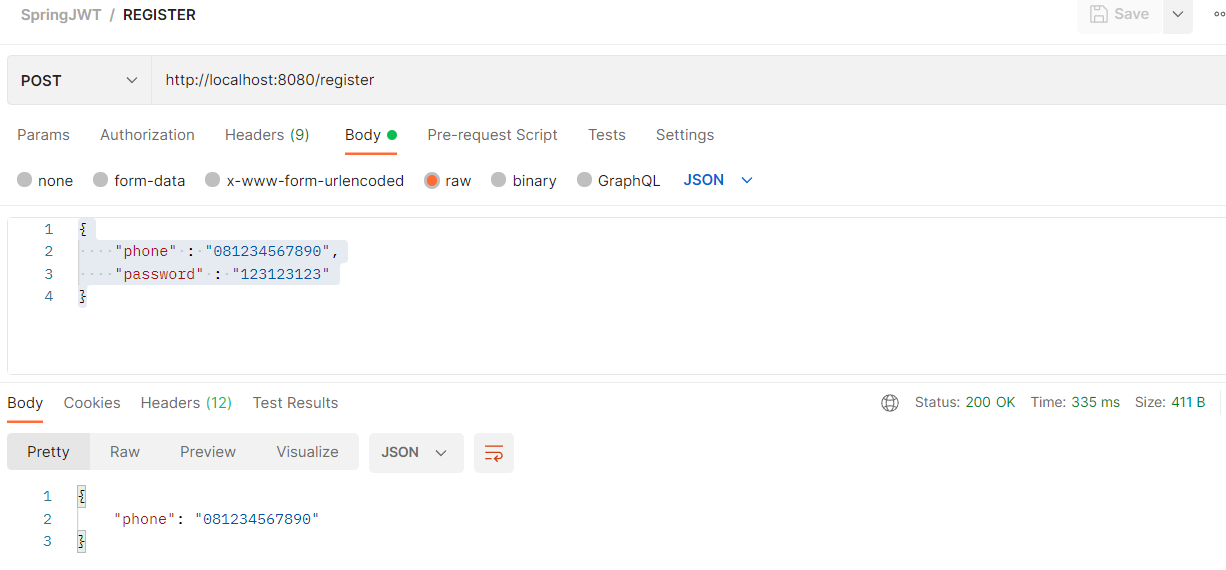 SpringJWT / REGISTER
Save
POST
http://localhost:8080/register
Params Authorization Headers (9) Body Pre-request Script Tests Settings
none form-data x-www-form-urlencoded raw binary GraphQL JSON
1 {
2 ····"phone"·:·"081234567890",
3 ····"password"·:·"123123123"
4 }
Body Cookies Headers (12) Test Results Status: 200 OK Time: 335 ms Size: 411 B
Pretty Raw Preview Visualize JSON
1 {
2 "phone": "081234567890"
3 }